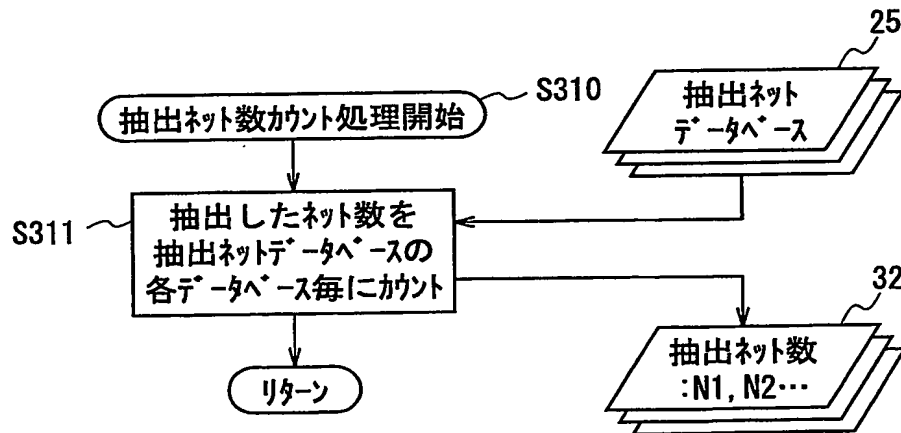 25
抽出ネット
ﾃﾞｰﾀﾍﾞｰｽ
抽出ネット数ｶｳﾝﾄ処理開始
S310
S311
抽出したﾈｯﾄ数を
抽出ネットﾃﾞｰﾀﾍﾞｰｽの
各ﾃﾞｰﾀﾍﾞｰｽ毎にｶｳﾝﾄ
32
抽出ネット数
:N1, N2…
ﾘﾀｰﾝ